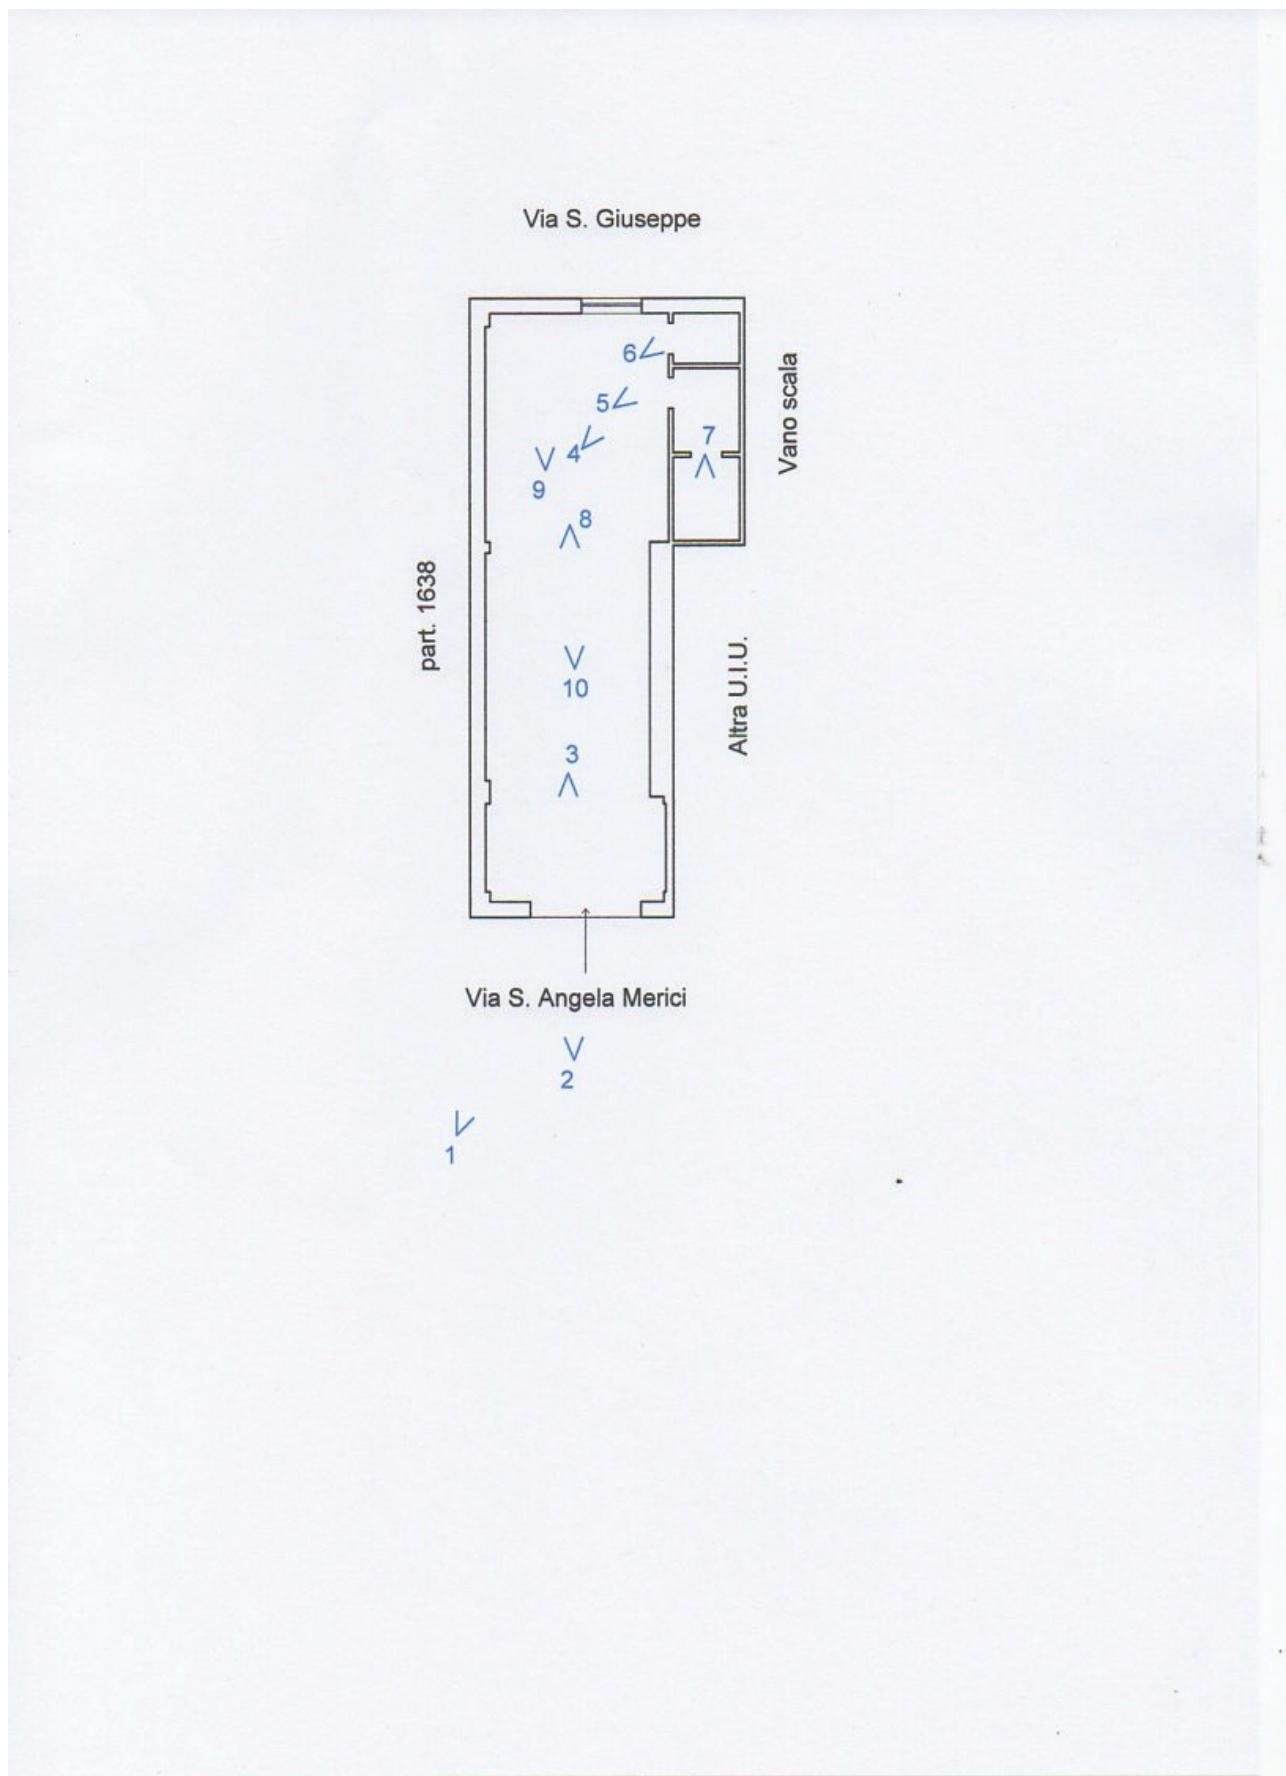 Via S. Giuseppe
6
5
7
4
9
8
Vano scala
part. 1638
10
Altra U.I.U.
3
Via S. Angela Merici
2
1